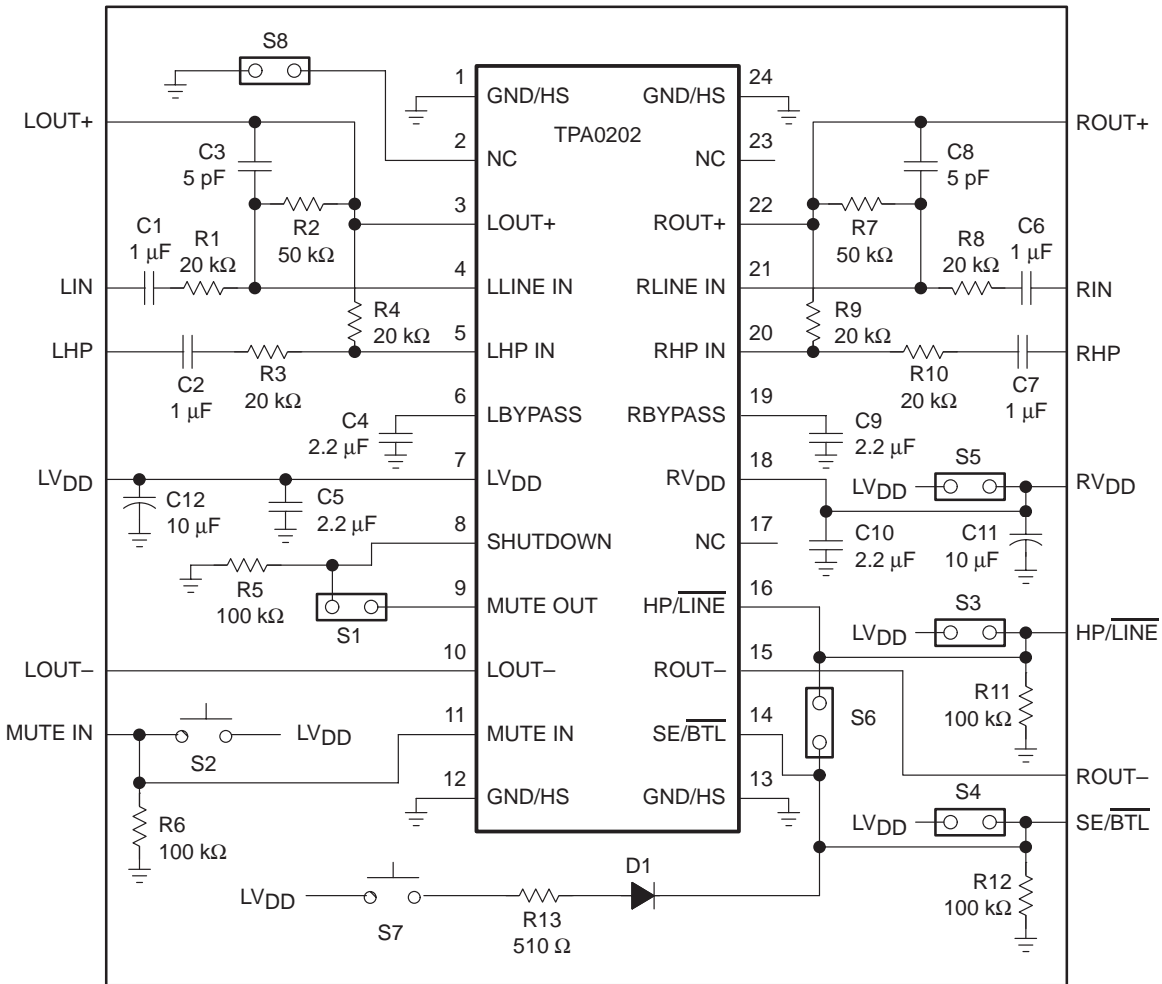 S8
1
GND/HS
24
GND/HS
TPA0202
LOUT+
ROUT+
C3
5 pF
2
NC
23
NC
C8
5 pF
R2
50 kΩ
3
LOUT+
22
ROUT+
R7
50 kΩ
C1
1 μF
R1
20 kΩ
R8
20 kΩ
C6
1 μF
LIN
4
LLINE IN
21
RLINE IN
RIN
R4
20 kΩ
R9
20 kΩ
LHP
5
LHP IN
20
RHP IN
RHP
C2
1 μF
R3
20 kΩ
R10
20 kΩ
C7
1 μF
6
LBYPASS
19
RBYPASS
C4
2.2 μF
C9
2.2 μF
LVDD
7
LVDD
18
RVDD
LVDD
S5
RVDD
C12
10 μF
C5
2.2 μF
C10
2.2 μF
C11
10 μF
8
SHUTDOWN
17
NC
R5
100 kΩ
S1
9
MUTE OUT
16
HP/LINE
LVDD
S3
HP/LINE
LOUT–
10
LOUT–
15
ROUT–
R11
100 kΩ
S6
MUTE IN
S2
LVDD
11
MUTE IN
14
SE/BTL
ROUT–
12
GND/HS
13
GND/HS
R6
100 kΩ
LVDD
S4
SE/BTL
R12
100 kΩ
LVDD
S7
R13
510 Ω
D1